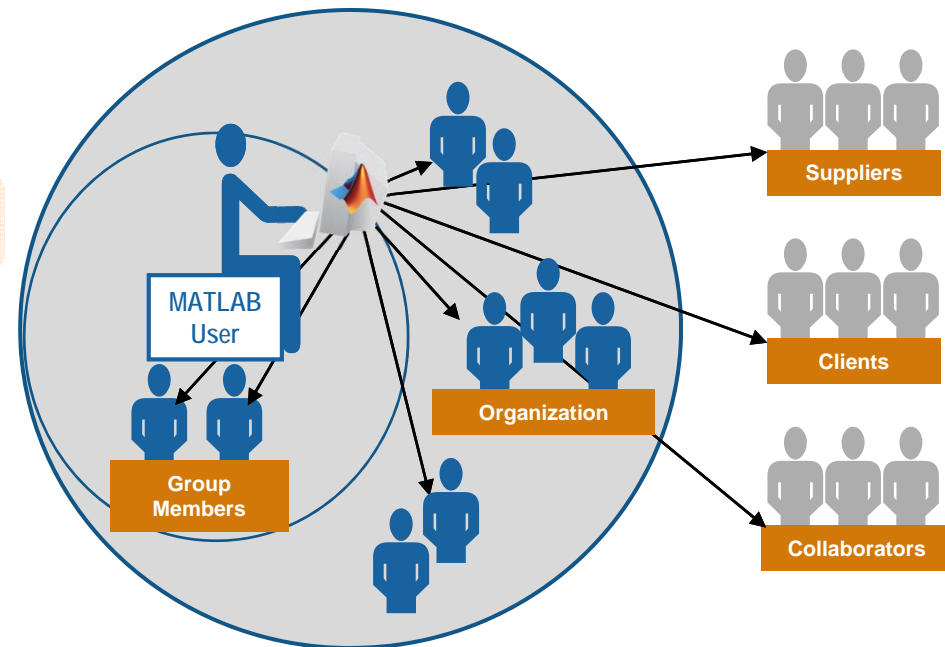 Suppliers
MATLAB
User
Clients
Organization
Group
Members
Collaborators